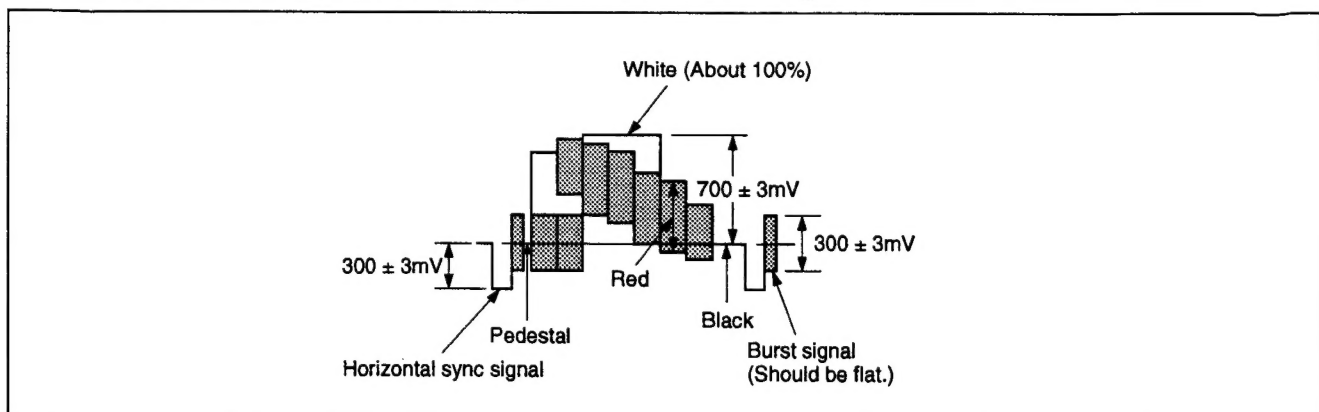 White (About 100%)
700 ± 3mV
300 ± 3mV
300 ± 3mV
Red
Pedestal
Black
Horizontal sync signal
Burst signal
(Should be flat.)